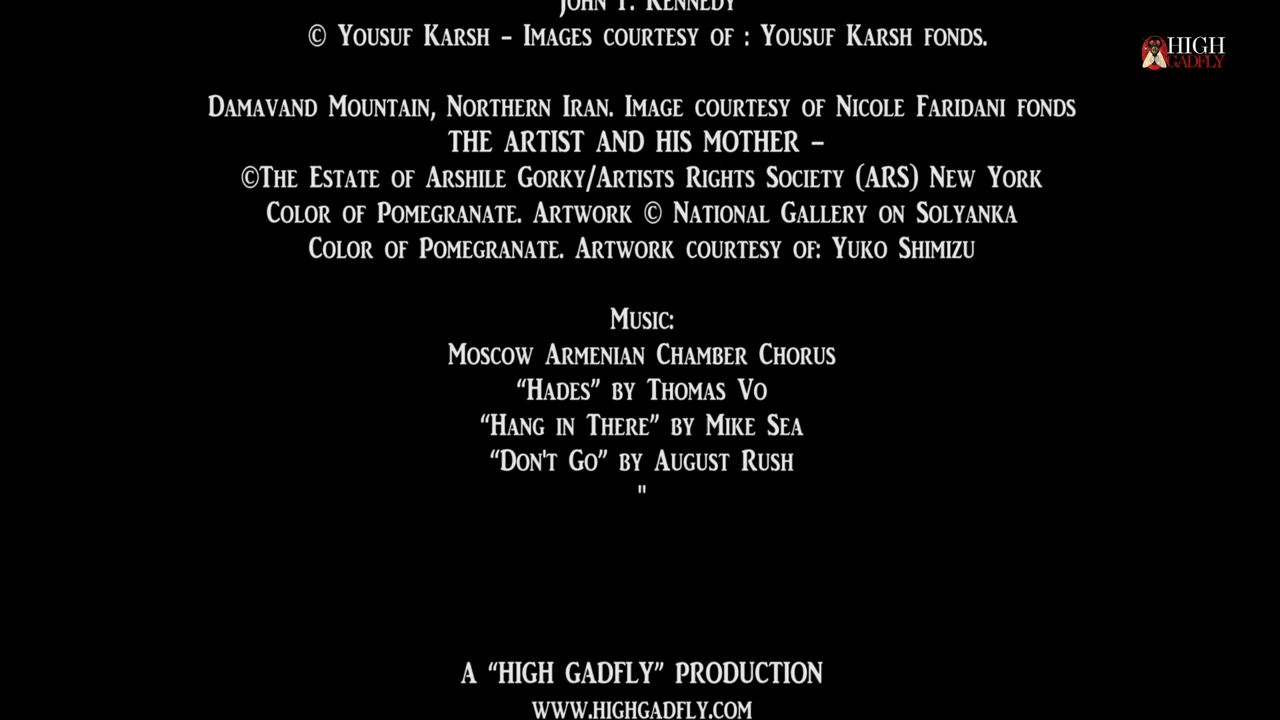 JOHN F. KENNEDY
© YOUSUF KARSH – IMAGES COURTESY OF : YOUSUF KARSH FONDS.
HIGH
GADFLY
DAMAVAND MOUNTAIN, NORTHERN IRAN. IMAGE COURTESY OF NICOLE FARIDANI FONDS
THE ARTIST AND HIS MOTHER –
©THE ESTATE OF ARSHILE GORKY/ARTISTS RIGHTS SOCIETY (ARS) NEW YORK
COLOR OF POMEGRANATE. ARTWORK © NATIONAL GALLERY ON SOLYANKA
COLOR OF POMEGRANATE. ARTWORK COURTESY OF: YUKO SHIMIZU
MUSIC:
MOSCOW ARMENIAN CHAMBER CHORUS
“HADES” BY THOMAS VO
“HANG IN THERE” BY MIKE SEA
“DON'T GO” BY AUGUST RUSH
"
A “HIGH GADFLY” PRODUCTION
WWW.HIGHGADFLY.COM